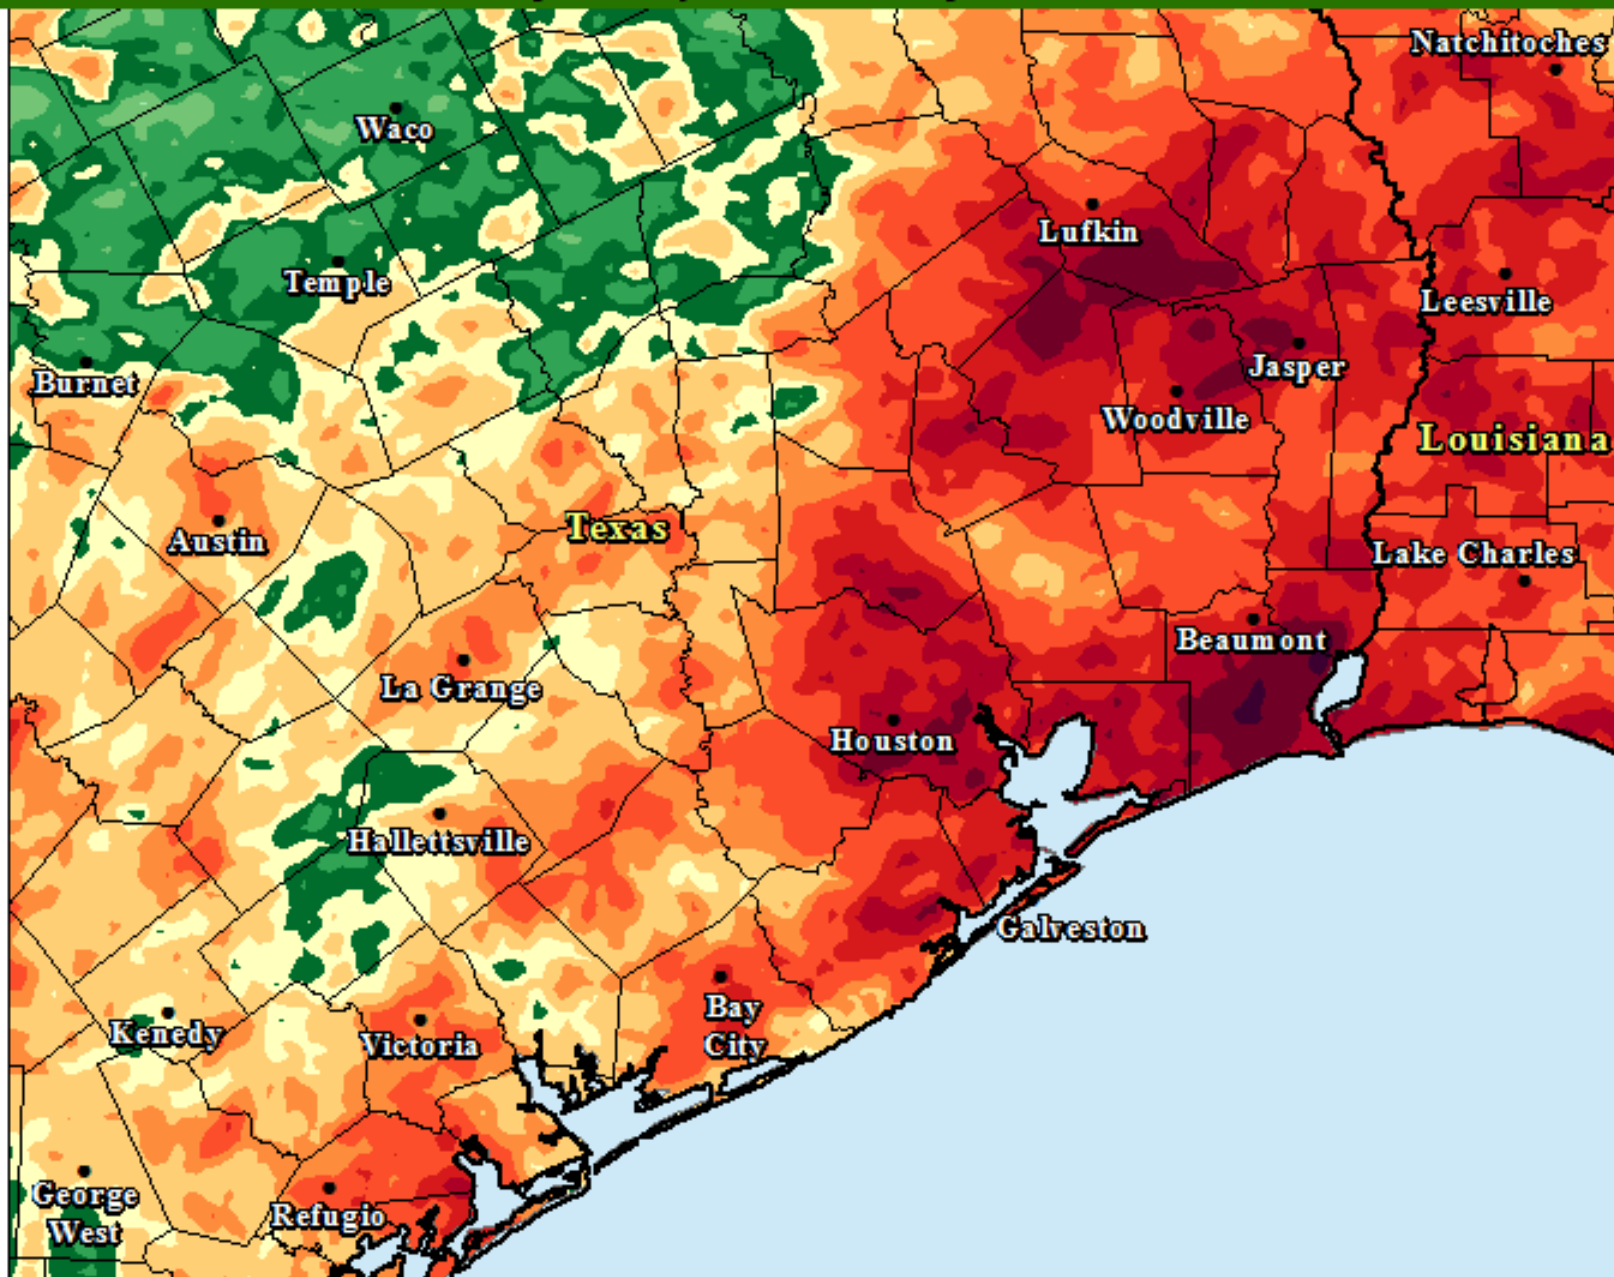 Natchitoches
Waco
Lufkin
Temple
Leesville
Burnet
Jasper
Woodville
Louisiana
Austin
Texas
Lake Charles
Beaumont
La Grange
Houston
Hallettsville
Galveston
Bay
City
Kenedy
Victoria
George
West
Refugio